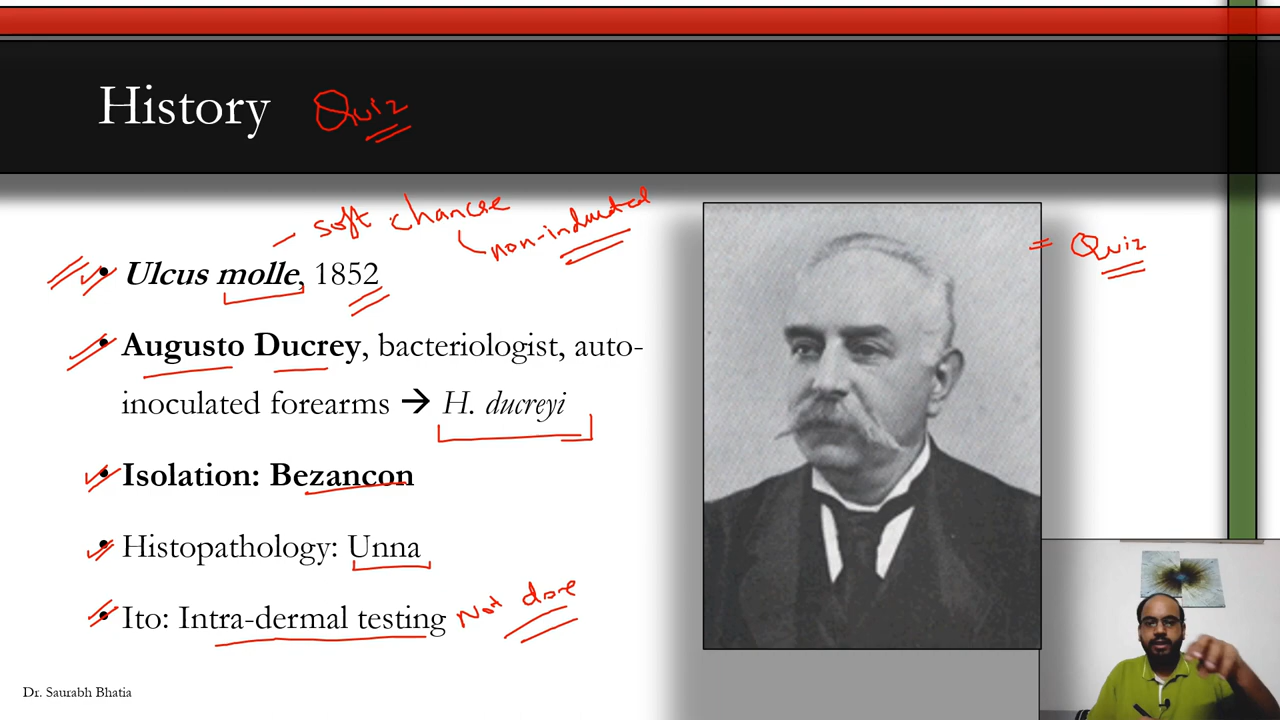 History Quiz
- soft chancre
non-indurated
= Quiz
• Ulcus molle, 1852
• Augusto Ducrey, bacteriologist, auto-
inoculated forearms → H. ducreyi
• Isolation: Bezancon
• Histopathology: Unna
• Ito: Intra-dermal testing Not done
Dr. Saurabh Bhatia